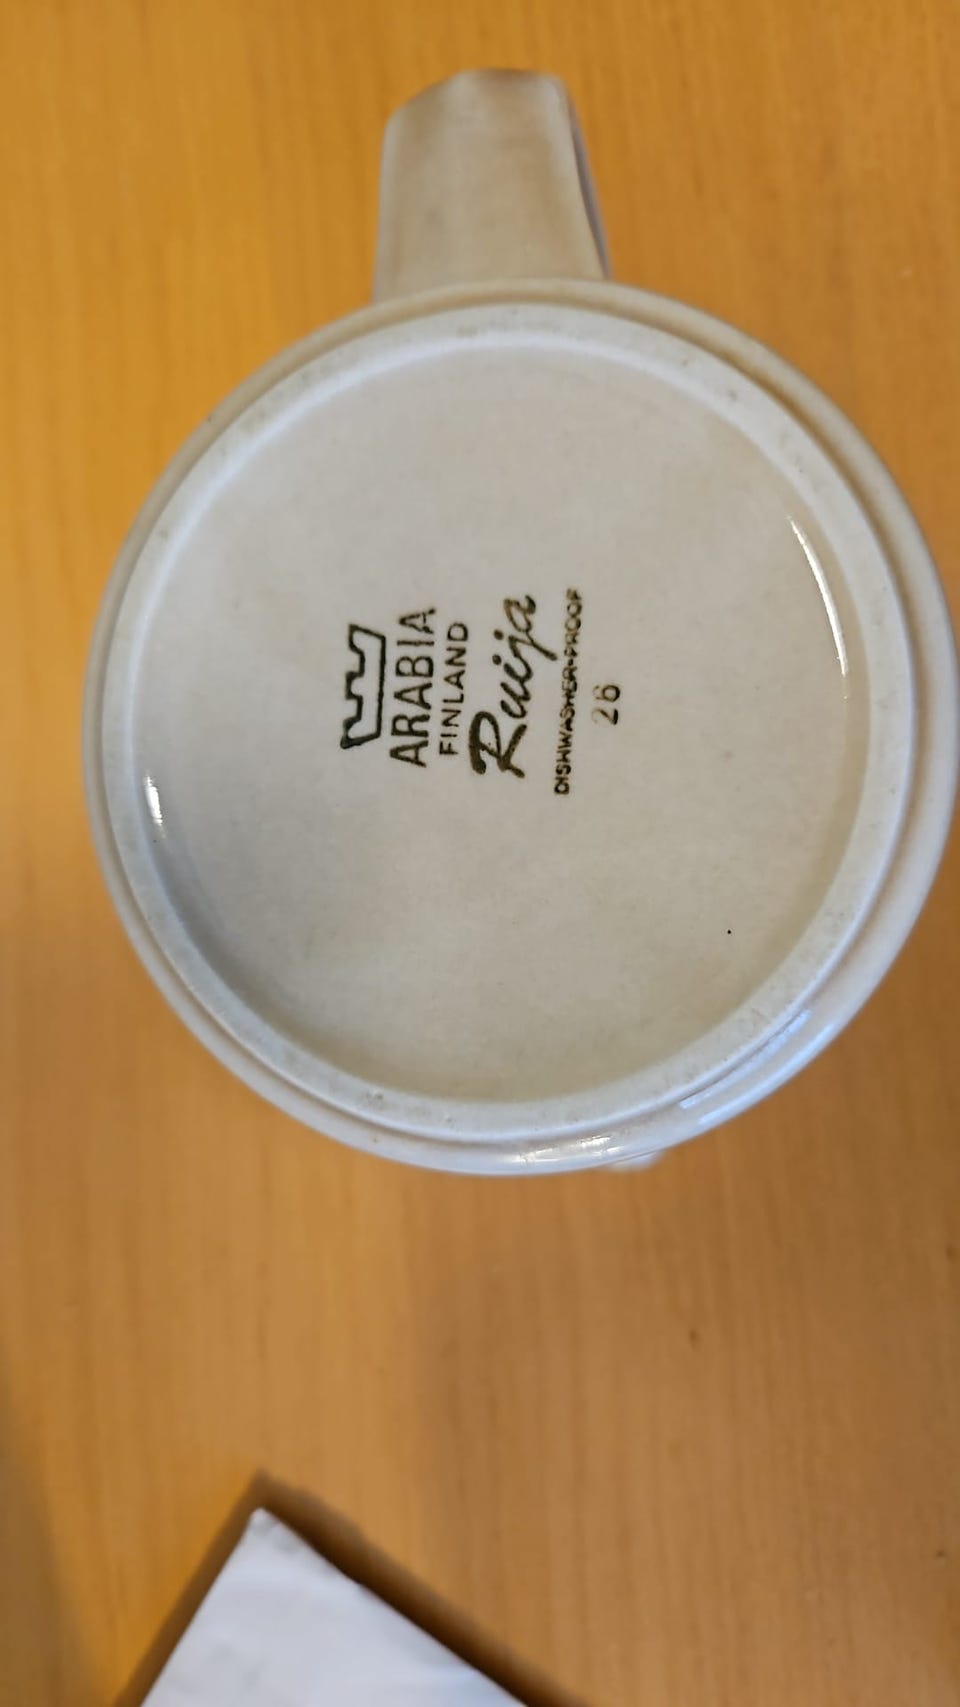 ARABIA
FINLAND
Ruija
DISHWASHER-PROOF
26